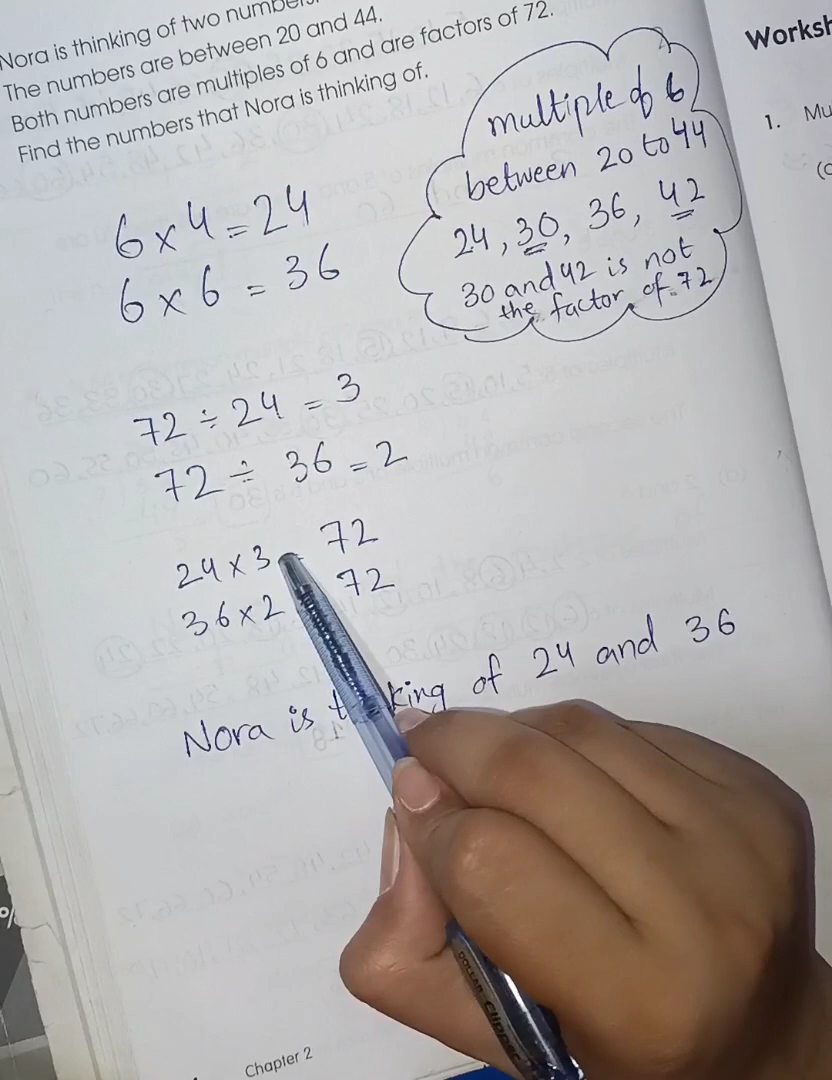 Nora is thinking of two
The numbers are between 20 and 44.
Both numbers are multiples of 6 and are factors of 72.
Find the numbers that Nora is thinking of.
multiple of 6
between 20 to 44
24, 30, 36, 42
30 and 42 is not
the factor of 72
6 x 4 = 24
6 x 6 = 36
72 ÷ 24 = 3
72 ÷ 36 = 2
24 x 3 72
36 x 2 72
Nora is of 24 and 36
1.
Chapter 2
DOLLAR Clipper